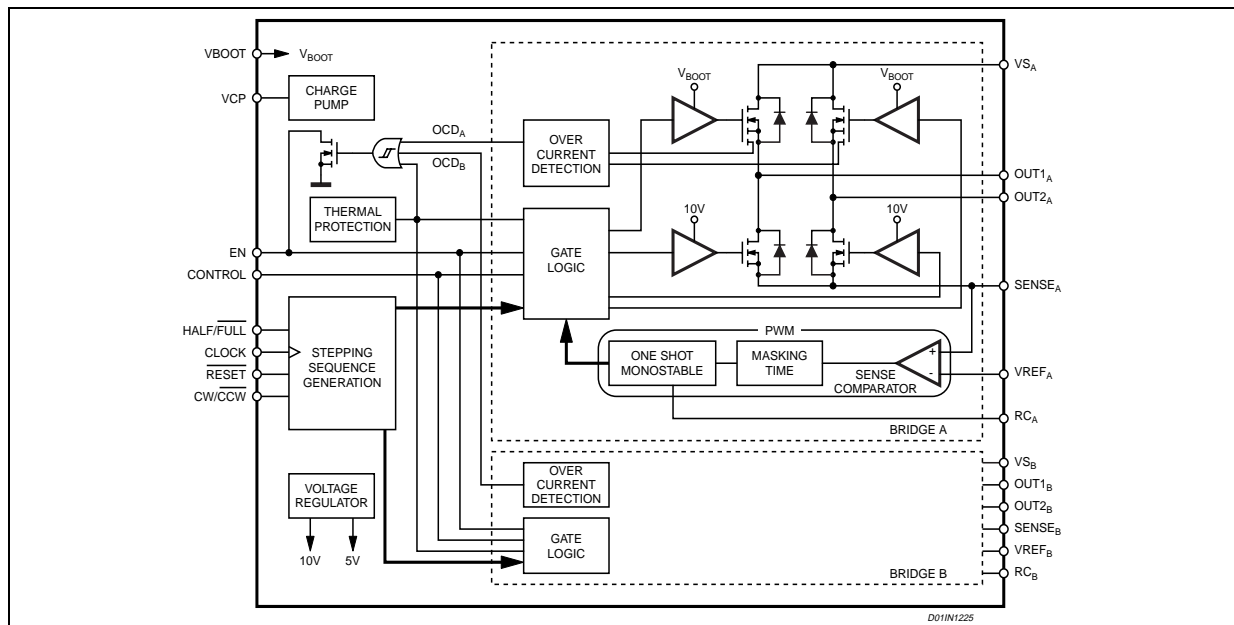 VBOOT
VBOOT
VCP
CHARGE
PUMP
OCDA
OCDB
THERMAL
PROTECTION
EN
CONTROL
HALF/FULL
CLOCK
RESET
CW/CCW
STEPPING
SEQUENCE
GENERATION
VOLTAGE
REGULATOR
10V
5V
OVER
CURRENT
DETECTION
GATE
LOGIC
VBOOT
VBOOT
10V
10V
PWM
ONE SHOT
MONOSTABLE
MASKING
TIME
+
-
SENSE
COMPARATOR
BRIDGE A
OVER
CURRENT
DETECTION
GATE
LOGIC
BRIDGE B
VSA
OUT1A
OUT2A
SENSEA
VREFA
RCA
VSB
OUT1B
OUT2B
SENSEB
VREFB
RCB
D01IN1225